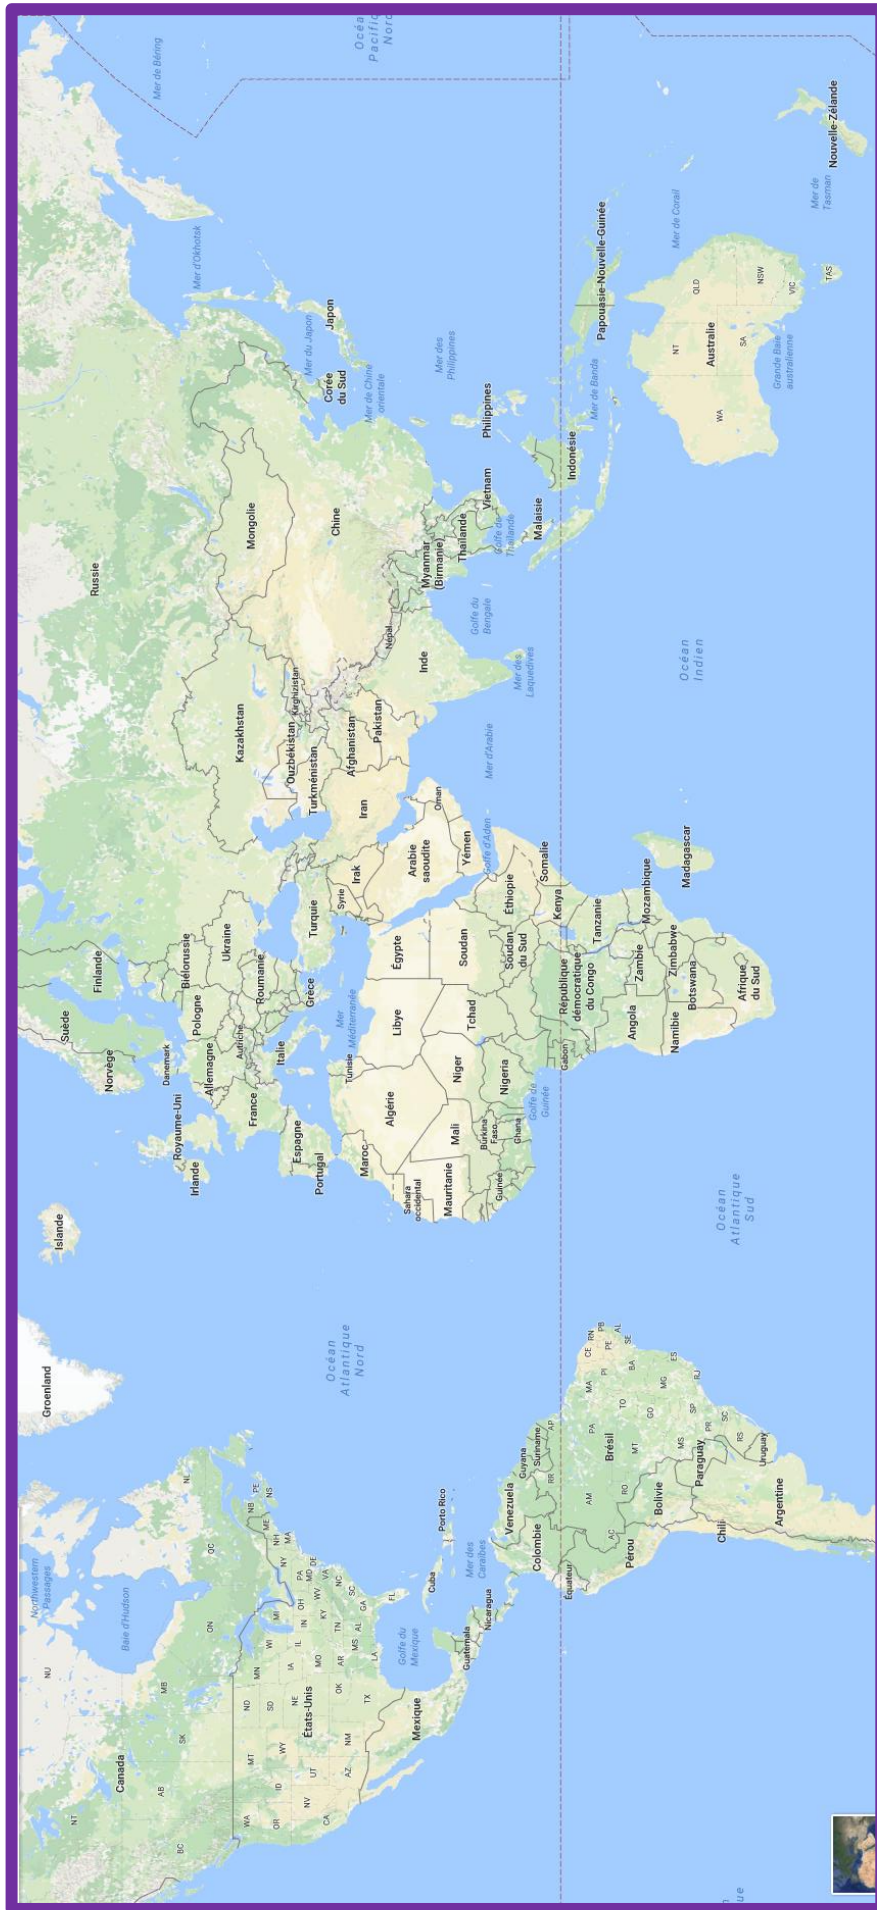 Northwestern
Passages
Groenland
Islande
Suède
Norvège
Finlande
Russie
Mer de Béring
NU
NT
Canada
Baie d'Hudson
NL
QC
ON
MB
SK
AB
BC
Irlande
Royaume-Uni
Danemark
Allemagne
Pologne
Biélorussie
Ukraine
Autriche
Roumanie
France
Italie
Espagne
Portugal
Grèce
Turquie
Kazakhstan
Mongolie
Mer d'Okhotsk
Ouzbékistan
Kirghizistan
Turkménistan
Chine
Corée
du Sud
Japon
Mer du Japon
Mer de Chine
orientale
Océa
Pacifiq
Nord
WA
MT
ND
MN
NB
PE
ME
NS
OR
ID
WY
SD
WI
MI
NY
NH
MA
NV
UT
NE
IA
IL
IN
OH
PA
MD
DE
États-Unis
CA
AZ
NM
OK
MO
AR
KY
WV
VA
TN
NC
TX
LA
MS
AL
GA
SC
FL
Océan
Atlantique
Nord
Golfe du
Mexique
Mexique
Cuba
Porto Rico
Guatemala
Nicaragua
Mer des
Caraïbes
Mer
Méditerranée
Tunisie
Maroc
Algérie
Libye
Égypte
Sahara
occidental
Mauritanie
Mali
Niger
Tchad
Soudan
Syrie
Irak
Iran
Afghanistan
Pakistan
Arabie
saoudite
Oman
Yémen
Népal
Inde
Myanmar
(Birmanie)
Thaïlande
Vietnam
Philippines
Mer des
Philippines
Golfe du
Bengale
Golfe de
Thaïlande
Mer d'Arabie
Mer des
Laquedives
Golfe d'Aden
Guinée
Burkina
Faso
Ghana
Nigeria
Golfe de
Guinée
Soudan
du Sud
Éthiopie
Somalie
Malaisie
Indonésie
Venezuela
Guyana
Suriname
Colombie
Équateur
RR
AP
Gabon
République
démocratique
du Congo
Kenya
Tanzanie
Mer de Banda
Papouasie-Nouvelle-Guinée
Pérou
Brésil
AM
PA
MA
CE
RN
PB
PE
PI
AL
SE
AC
RO
MT
TO
BA
GO
MG
ES
Bolivie
MS
SP
RJ
PR
SC
RS
Paraguay
Chili
Argentine
Uruguay
Océan
Atlantique
Sud
Angola
Zambie
Mozambique
Namibie
Zimbabwe
Botswana
Madagascar
Afrique
du Sud
Océan
Indien
Mer de Corail
NT
QLD
WA
Australie
SA
NSW
VIC
TAS
Grande Baie
australienne
Mer de
Tasman
Nouvelle-Zélande